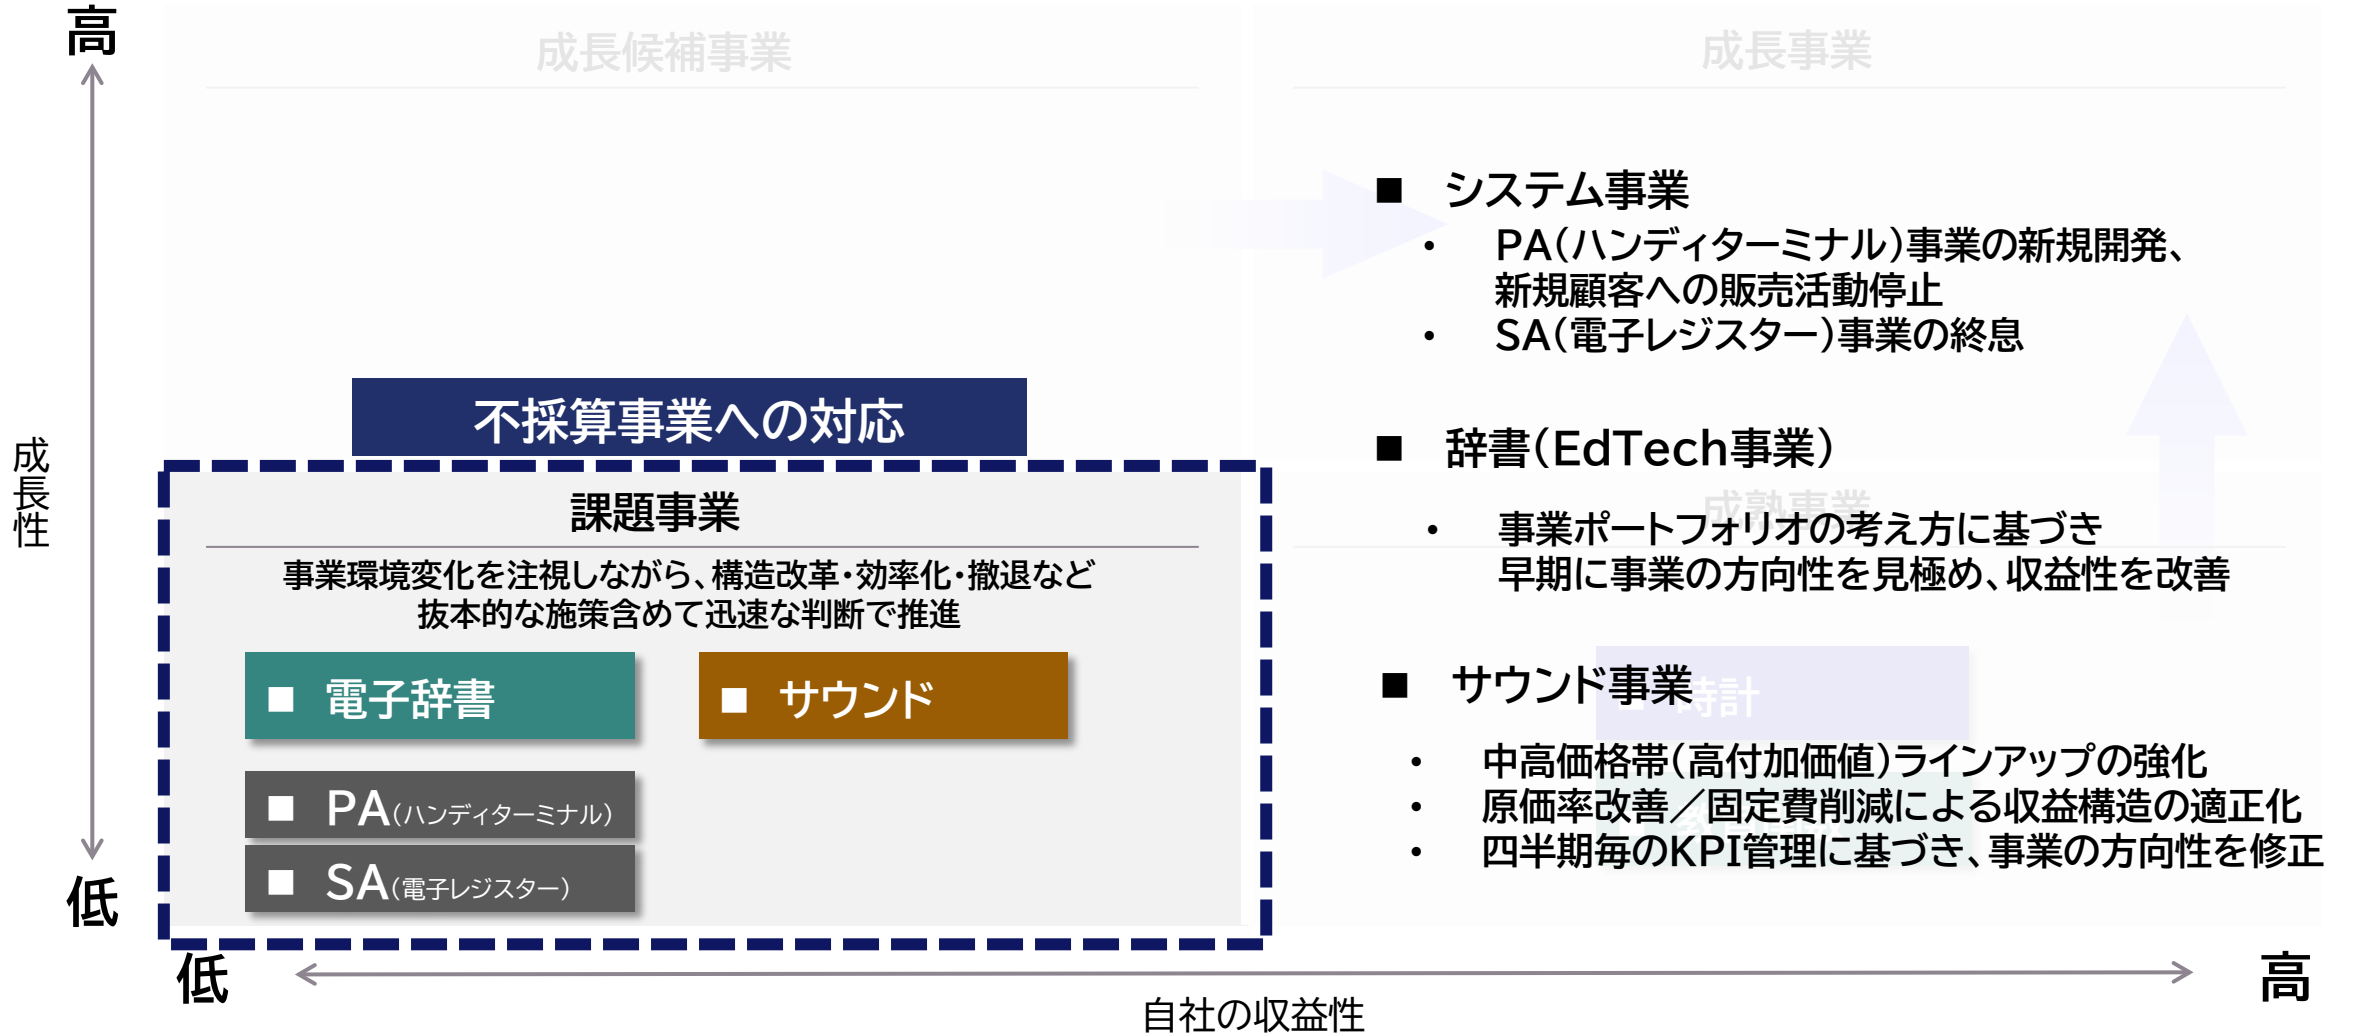 高
成長候補事業
成長事業
■ システム事業
・ PA(ハンディターミナル)事業の新規開発、
新規顧客への販売活動停止
・ SA(電子レジスター)事業の終息
不採算事業への対応
成長性
■ 辞書(EdTech事業)
成熟事業
・ 事業ポートフォリオの考え方に基づき
早期に事業の方向性を見極め、収益性を改善
課題事業
事業環境変化を注視しながら、構造改革・効率化・撤退など
抜本的な施策含めて迅速な判断で推進
■ 電子辞書
■ サウンド
■ PA(ハンディターミナル)
■ SA(電子レジスター)
■ サウンド事業
時計
・ 中高価格帯(高付加価値)ラインアップの強化
・ 原価率改善／固定費削減による収益構造の適正化
・ 四半期毎のKPI管理に基づき、事業の方向性を修正
低
低
高
自社の収益性